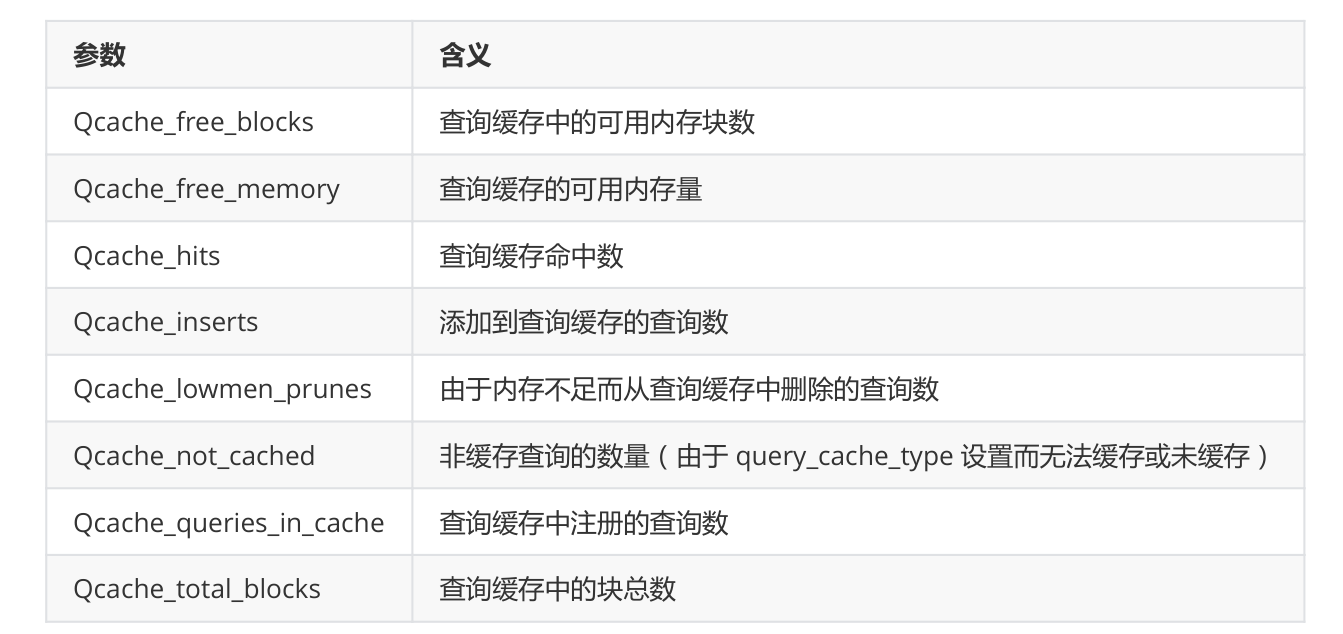 参数 含义
Qcache_free_blocks 查询缓存中的可用内存块数
Qcache_free_memory 查询缓存的可用内存量
Qcache_hits 查询缓存命中数
Qcache_inserts 添加到查询缓存的查询数
Qcache_lowmen_prunes 由于内存不足而从查询缓存中删除的查询数
Qcache_not_cached 非缓存查询的数量（由于 query_cache_type 设置而无法缓存或未缓存）
Qcache_queries_in_cache 查询缓存中注册的查询数
Qcache_total_blocks 查询缓存中的块总数